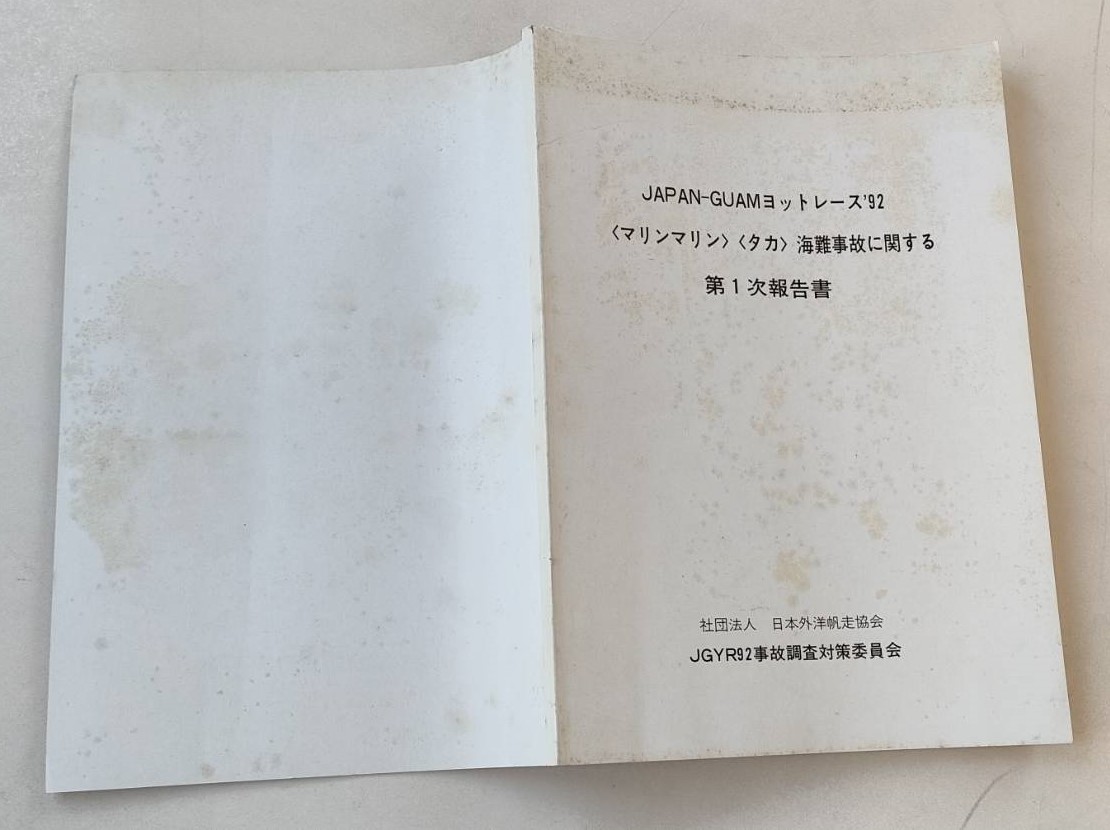 JAPAN-GUAMヨットレース'92
〈マリンマリン〉〈タカ〉海難事故に関する
第1次報告書
社団法人　日本外洋帆走協会
JGYR92事故調査対策委員会